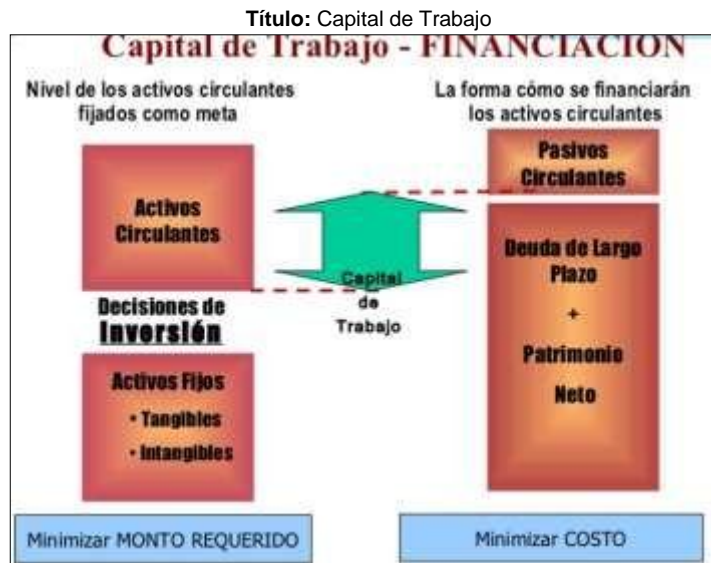 Título: Capital de Trabajo
Capital de Trabajo - FINANCIACION
Nivel de los activos circulantes
fijados como meta
La forma cómo se financiarán
los activos circulantes
Activos
Circulantes
Pasivos
Circulantes
Capital
de
Trabajo
Deuda de Largo
Plazo
+
Patrimonio
Neto
Decisiones de
Inversión
Activos Fijos
• Tangibles
• Intangibles
Minimizar MONTO REQUERIDO
Minimizar COSTO